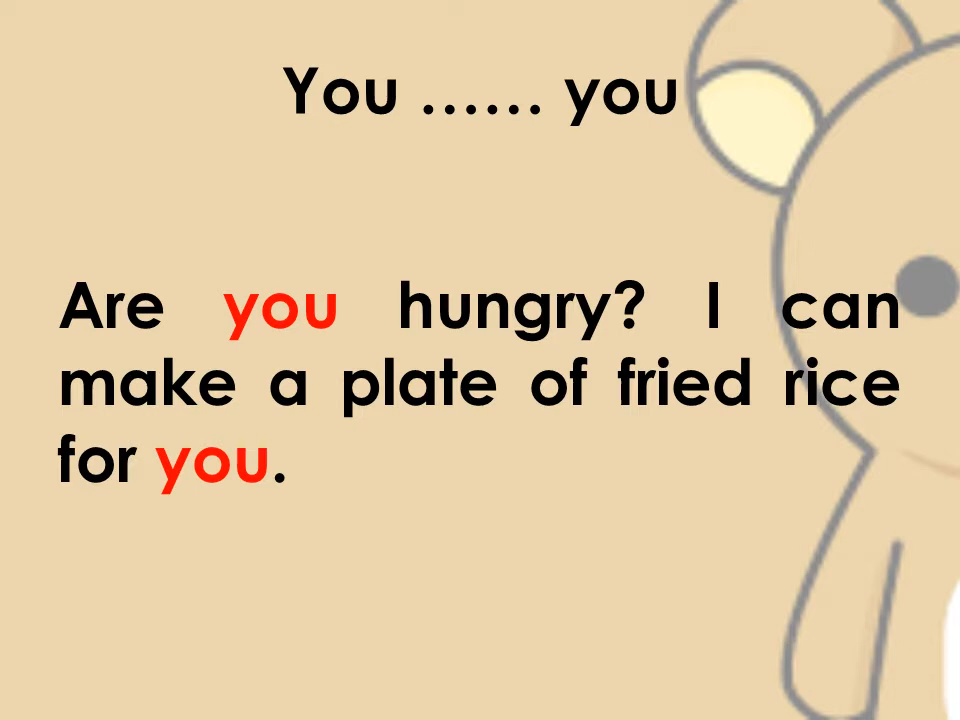 You …… you
Are you hungry? I can
make a plate of fried rice
for you.